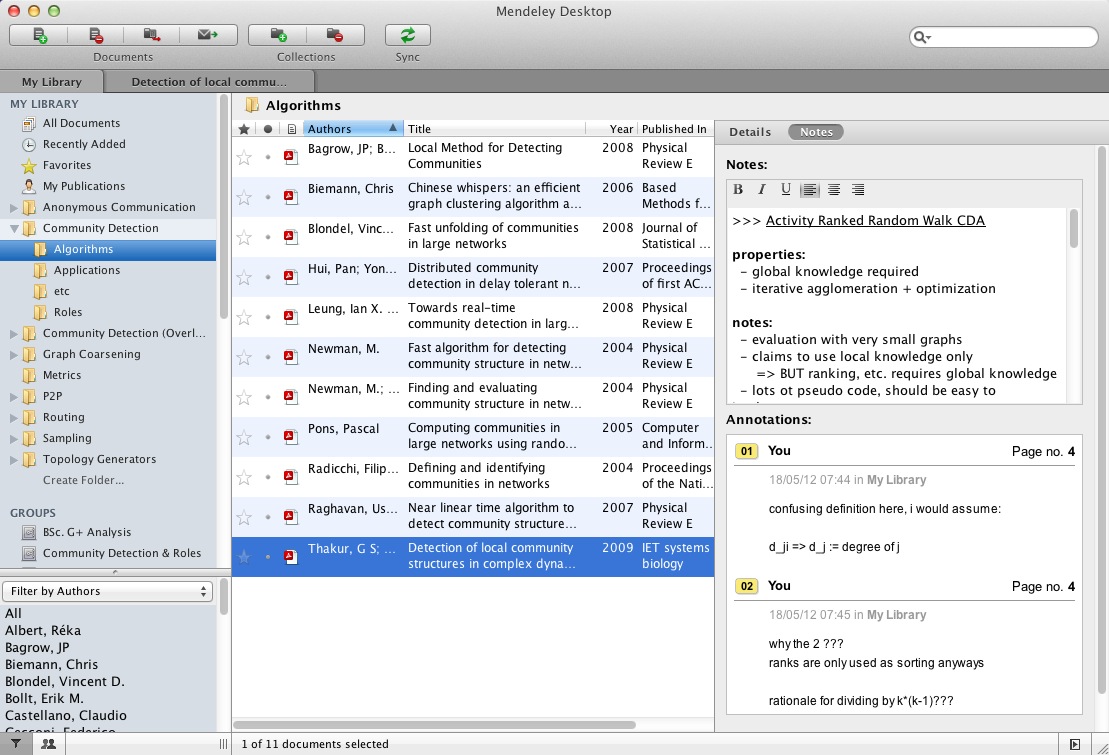 Mendeley Desktop
Documents
Collections
Sync
My Library
Detection of local commu...
MY LIBRARY
All Documents
Recently Added
Favorites
My Publications
Anonymous Communication
Community Detection
Algorithms
Applications
etc
Roles
Community Detection (Overl...
Graph Coarsening
Metrics
P2P
Routing
Sampling
Topology Generators
Create Folder...
GROUPS
BSc. G+ Analysis
Community Detection & Roles
Filter by Authors
All
Albert, Réka
Bagrow, JP
Biemann, Chris
Blondel, Vincent D.
Bollt, Erik M.
Castellano, Claudio
Algorithms
Authors Title Year Published In
Bagrow, JP; B... Local Method for Detecting 2008 Physical
Communities Review E
Biemann, Chris Chinese whispers: an efficient 2006 Based
graph clustering algorithm a... Methods f...
Blondel, Vinc... Fast unfolding of communities 2008 Journal of
in large networks Statistical ...
Hui, Pan; Yon... Distributed community 2007 Proceedings
detection in delay tolerant n... of first AC...
Leung, Ian X. ... Towards real-time 2008 Physical
community detection in larg... Review E
Newman, M. Fast algorithm for detecting 2004 Physical
community structure in netw... Review E
Newman, M.; ... Finding and evaluating 2004 Physical
community structure in netw... Review E
Pons, Pascal Computing communities in 2005 Computer
large networks using rando... and Inform...
Radicchi, Filip... Defining and identifying 2004 Proceedings
communities in networks of the Nati...
Raghavan, Us... Near linear time algorithm to 2007 Physical
detect community structure... Review E
Thakur, G S; ... Detection of local community 2009 IET systems
structures in complex dyna... biology
1 of 11 documents selected
Details Notes
Notes:
B I U
>>> Activity Ranked Random Walk CDA
properties:
- global knowledge required
- iterative agglomeration + optimization
notes:
- evaluation with very small graphs
- claims to use local knowledge only
=> BUT ranking, etc. requires global knowledge
- lots ot pseudo code, should be easy to
Annotations:
01 You Page no. 4
18/05/12 07:44 in My Library
confusing definition here, i would assume:
d_ji => d_j := degree of j
02 You Page no. 4
18/05/12 07:45 in My Library
why the 2 ???
ranks are only used as sorting anyways
rationale for dividing by k*(k-1)???